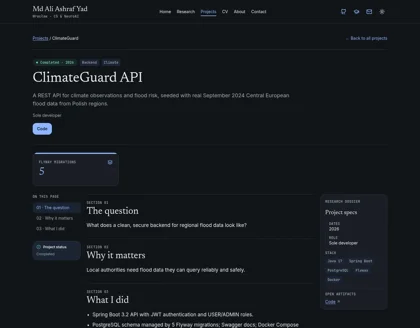 Md Ali Ashraf Yad
Wrocław · CS @ WroUST
Home Research Projects CV About Contact
Projects / ClimateGuard
← Back to all projects
Completed · 2026 Backend Climate
ClimateGuard API
A REST API for climate observations and flood risk, seeded with real September 2024 Central European
flood data from Polish regions.
Sole developer
Code
FLYWAY MIGRATIONS
5
ON THIS PAGE
01 · The question
02 · Why it matters
03 · What I did
Project status
Completed
SECTION 01
The question
What does a clean, secure backend for regional flood data look like?
SECTION 02
Why it matters
Local authorities need flood data they can query reliably and safely.
SECTION 03
What I did
• Spring Boot 3.2 API with JWT authentication and USER/ADMIN roles.
• PostgreSQL schema managed by 5 Flyway migrations; Swagger docs; Docker Compose
RESEARCH DOSSIER
Project specs
DATES
2026
ROLE
Sole developer
STACK
Java 17 Spring Boot
PostgreSQL Flyway
Docker
OPEN ARTIFACTS
Code ↗